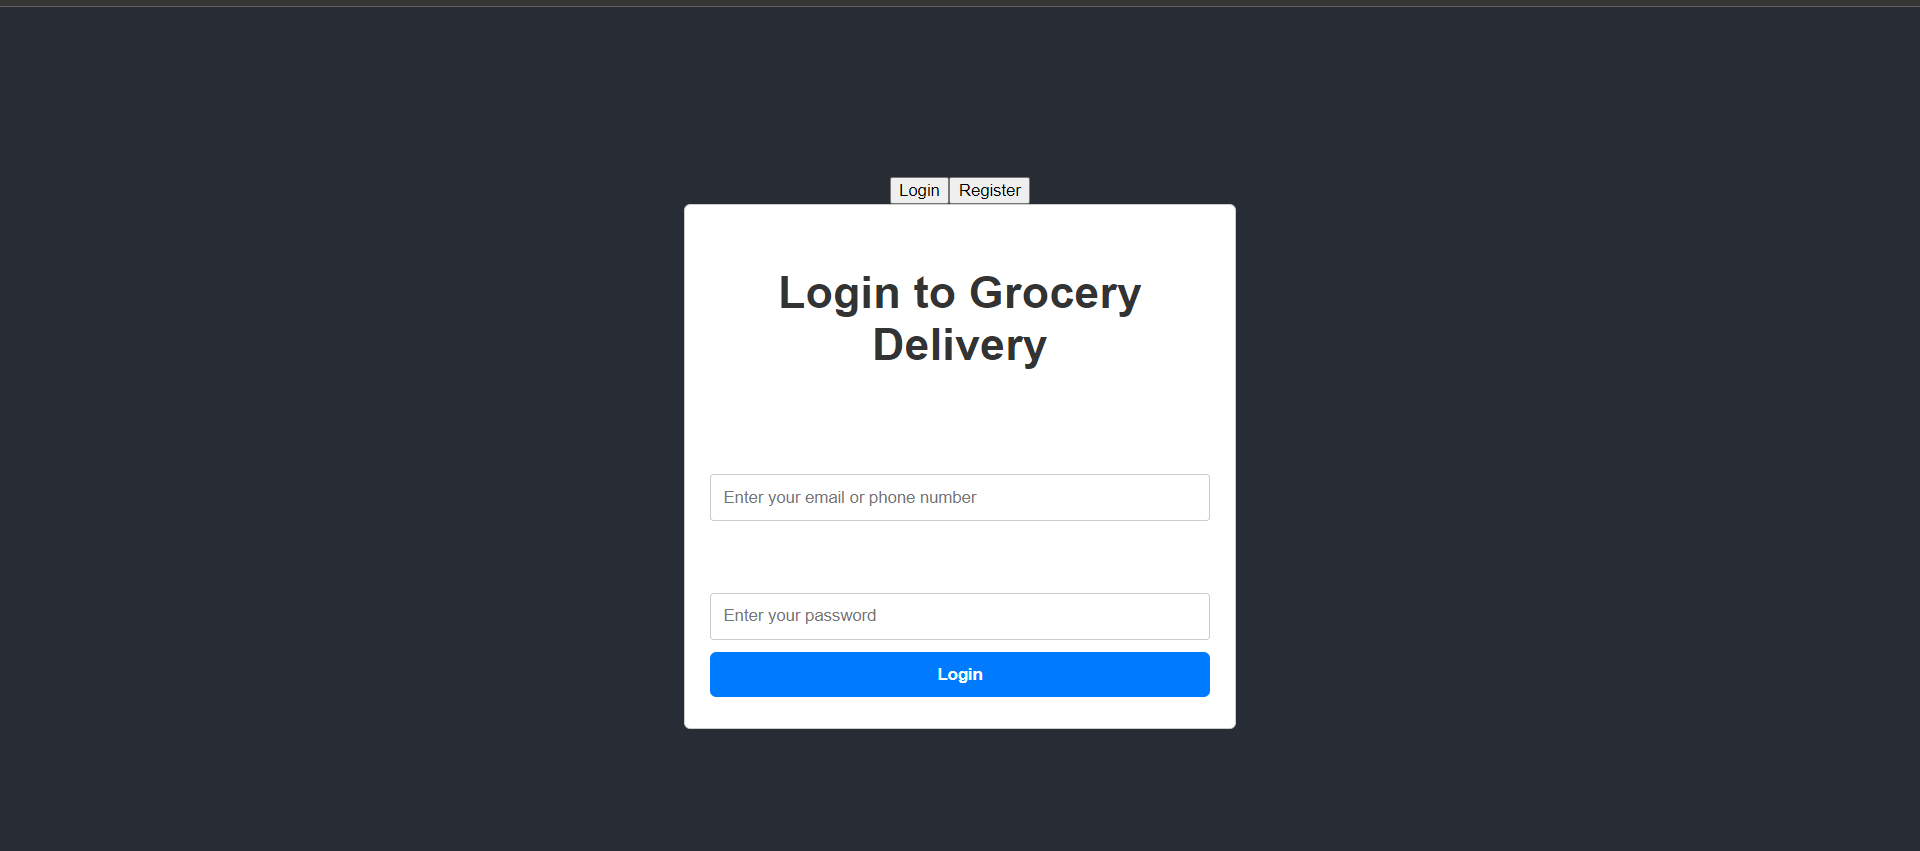 Login Register
Login to Grocery
Delivery
Enter your email or phone number
Enter your password
Login